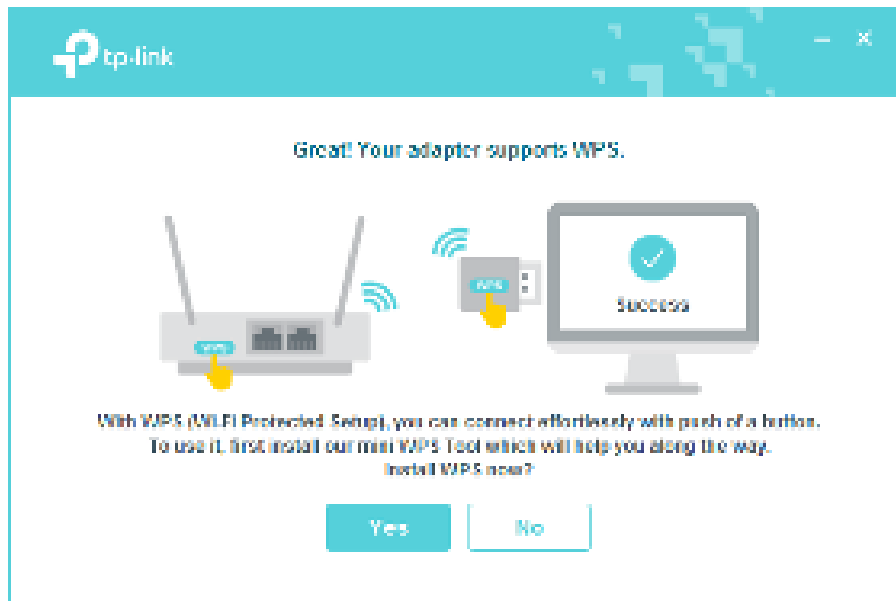 tp-link
Great! Your adapter supports WPS.
WPS
WPS
Success
With WPS (Wi-Fi Protected Setup), you can connect effortlessly with push of a button.
To use it, first install our mini WPS Tool which will help you along the way.
Install WPS now?
Yes
No